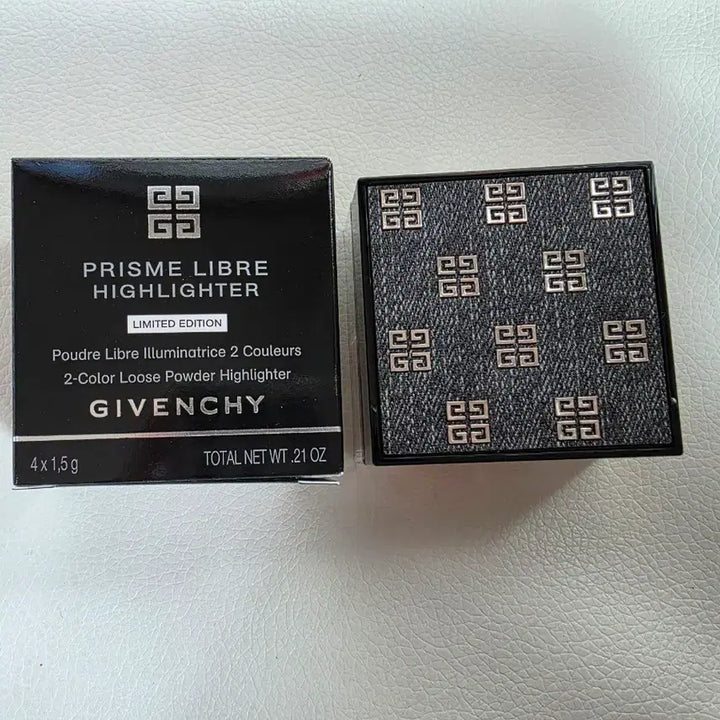 PRISME LIBRE
HIGHLIGHTER
LIMITED EDITION
Poudre Libre Illuminatrice 2 Couleurs
2-Color Loose Powder Highlighter
GIVENCHY
4 x 1,5 g
TOTAL NET WT .21 OZ